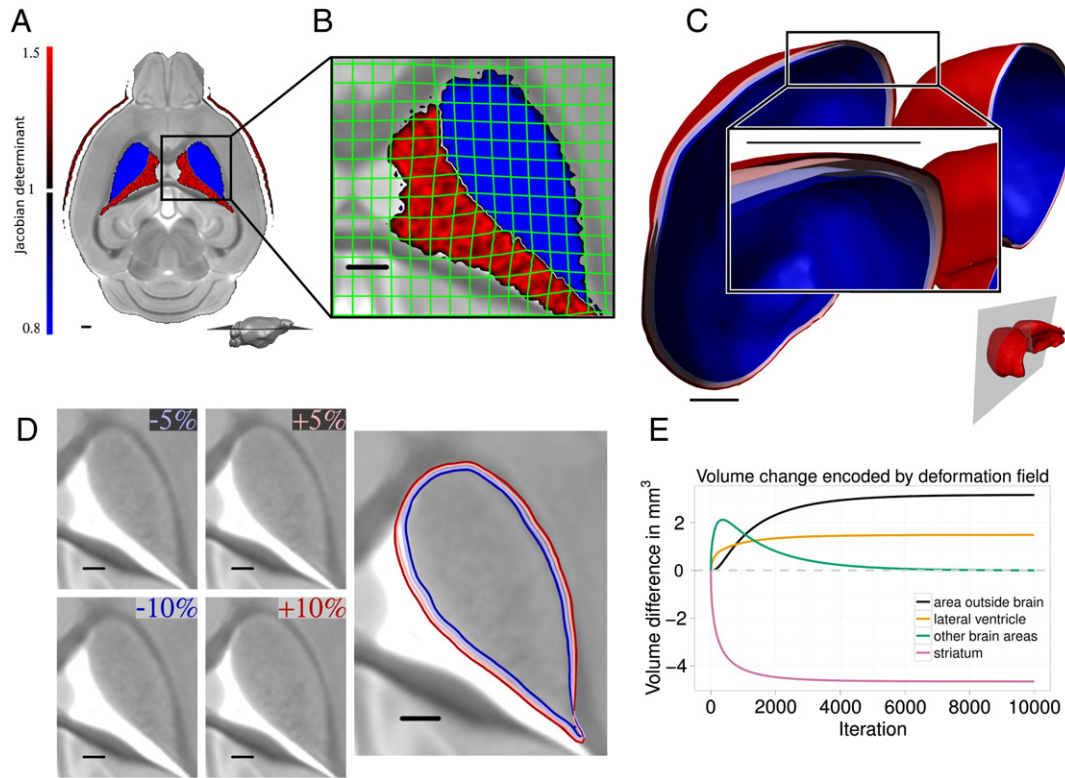 A
B
C
1.5
Jacobian determinant
1
0.8
D
-5%
+5%
-10%
+10%
E
Volume change encoded by deformation field
Volume difference in mm³
2
0
−2
−4
area outside brain
lateral ventricle
other brain areas
striatum
0
2000
4000
6000
8000
10000
Iteration